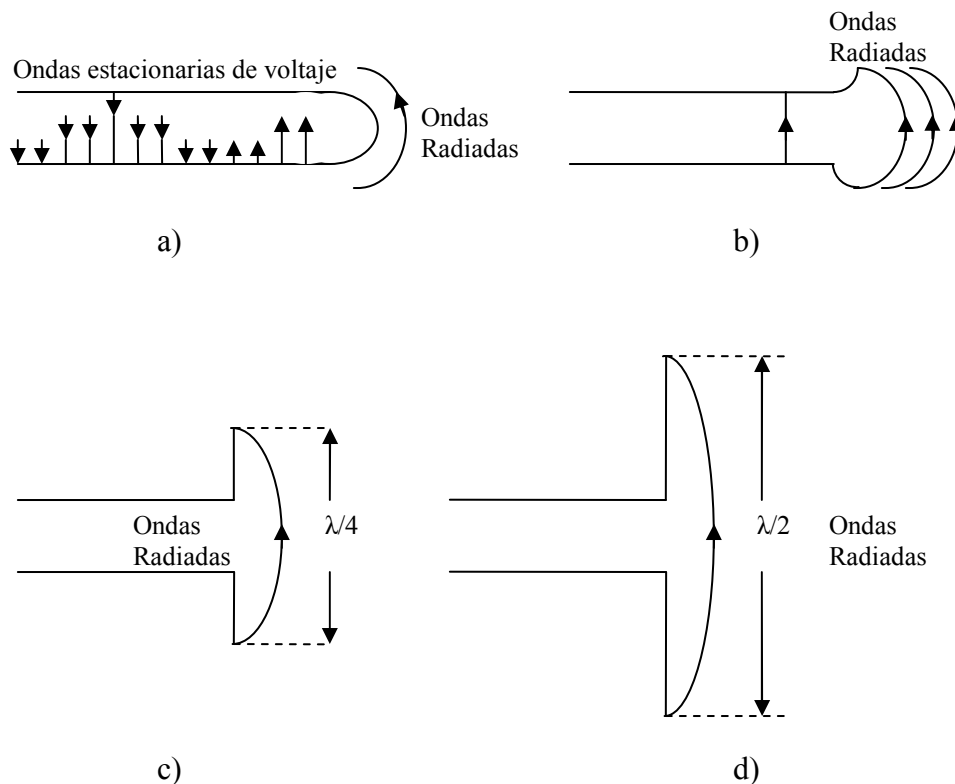 Ondas estacionarias de voltaje
Ondas
Radiadas
a)
Ondas
Radiadas
b)
Ondas
Radiadas
λ/4
c)
λ/2
Ondas
Radiadas
d)